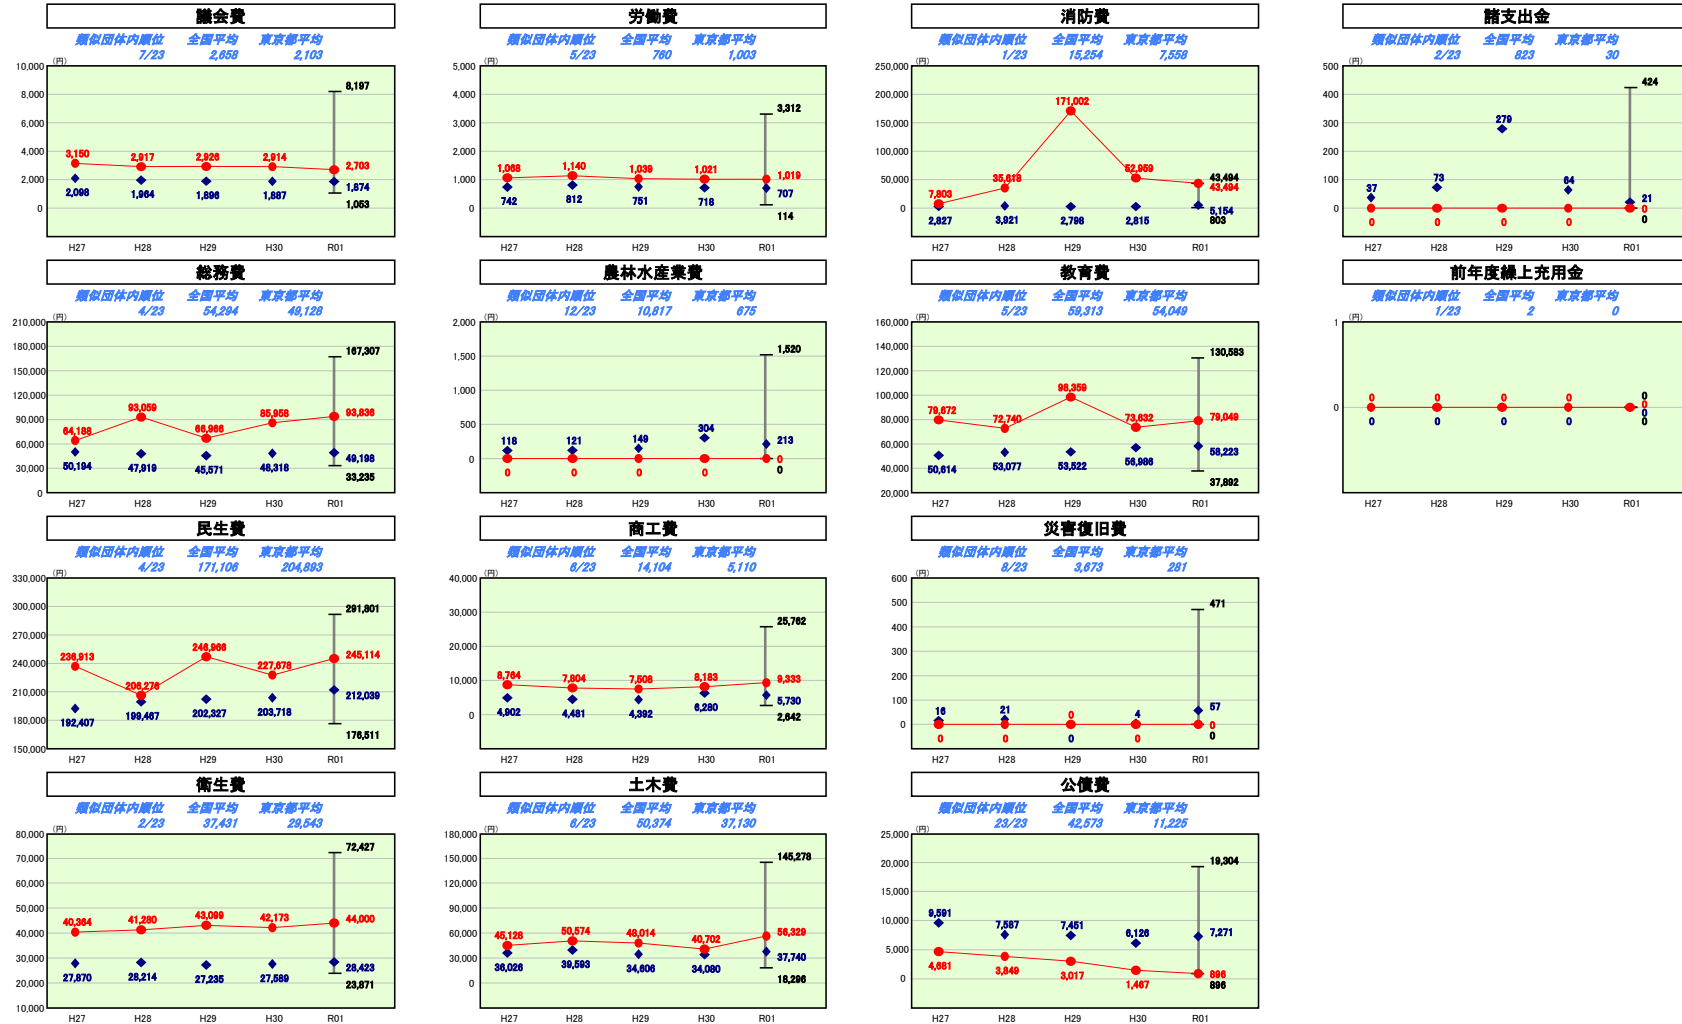 議会費
類似団体内順位 全国平均 東京都平均
7/23 2,658 2,103
(円)
10,000
8,000
6,000
4,000
2,000
0
8,197
3,150 2,917 2,926 2,914 2,703
2,098 1,964 1,896 1,887 1,874
1,053
H27 H28 H29 H30 R01
労働費
類似団体内順位 全国平均 東京都平均
5/23 760 1,003
(円)
5,000
4,000
3,000
2,000
1,000
0
3,312
1,068 1,140 1,039 1,021 1,019
742 812 751 718 707
114
H27 H28 H29 H30 R01
消防費
類似団体内順位 全国平均 東京都平均
1/23 15,254 7,558
(円)
250,000
200,000
150,000
100,000
50,000
0
43,494
7,803 35,618 171,002 52,959 43,494
2,827 3,921 2,798 2,815 5,154
803
H27 H28 H29 H30 R01
諸支出金
類似団体内順位 全国平均 東京都平均
2/23 823 30
(円)
500
400
300
200
100
0
424
37 73 279 64 21
0 0 0 0 0
0
H27 H28 H29 H30 R01
総務費
類似団体内順位 全国平均 東京都平均
4/23 54,294 49,128
(円)
210,000
180,000
150,000
120,000
90,000
60,000
30,000
0
167,307
64,188 93,059 66,966 85,958 93,836
50,194 47,919 45,571 48,318 49,198
33,235
H27 H28 H29 H30 R01
農林水産業費
類似団体内順位 全国平均 東京都平均
12/23 10,817 675
(円)
2,000
1,500
1,000
500
0
1,520
118 121 149 304 213
0 0 0 0 0
0
H27 H28 H29 H30 R01
教育費
類似団体内順位 全国平均 東京都平均
5/23 59,313 54,049
(円)
160,000
140,000
120,000
100,000
80,000
60,000
40,000
20,000
130,583
79,672 72,740 98,359 73,632 79,049
50,614 53,077 53,522 56,986 58,223
37,892
H27 H28 H29 H30 R01
前年度繰上充用金
類似団体内順位 全国平均 東京都平均
1/23 2 0
(円)
1
0
0
0 0 0 0 0
0 0 0 0 0
0
H27 H28 H29 H30 R01
民生費
類似団体内順位 全国平均 東京都平均
4/23 171,106 204,893
(円)
330,000
300,000
270,000
240,000
210,000
180,000
150,000
291,801
236,913 206,276 246,966 227,678 245,114
192,407 199,467 202,327 203,718 212,039
176,511
H27 H28 H29 H30 R01
商工費
類似団体内順位 全国平均 東京都平均
6/23 14,104 5,110
(円)
40,000
30,000
20,000
10,000
0
25,762
8,764 7,804 7,508 8,183 9,333
4,902 4,481 4,392 6,280 5,730
2,642
H27 H28 H29 H30 R01
災害復旧費
類似団体内順位 全国平均 東京都平均
8/23 3,673 281
(円)
600
500
400
300
200
100
0
471
16 21 0 4 57
0 0 0 0 0
0
H27 H28 H29 H30 R01
衛生費
類似団体内順位 全国平均 東京都平均
2/23 37,431 29,543
(円)
80,000
70,000
60,000
50,000
40,000
30,000
20,000
10,000
72,427
40,364 41,280 43,099 42,173 44,000
27,870 28,214 27,235 27,589 28,423
23,871
H27 H28 H29 H30 R01
土木費
類似団体内順位 全国平均 東京都平均
6/23 50,374 37,130
(円)
180,000
150,000
120,000
90,000
60,000
30,000
0
145,278
45,128 50,574 48,014 40,702 56,329
36,026 39,593 34,606 34,080 37,740
18,296
H27 H28 H29 H30 R01
公債費
類似団体内順位 全国平均 東京都平均
23/23 42,573 11,225
(円)
25,000
20,000
15,000
10,000
5,000
0
19,304
9,591 7,587 7,451 6,126 7,271
4,681 3,849 3,017 1,467 896
896
H27 H28 H29 H30 R01